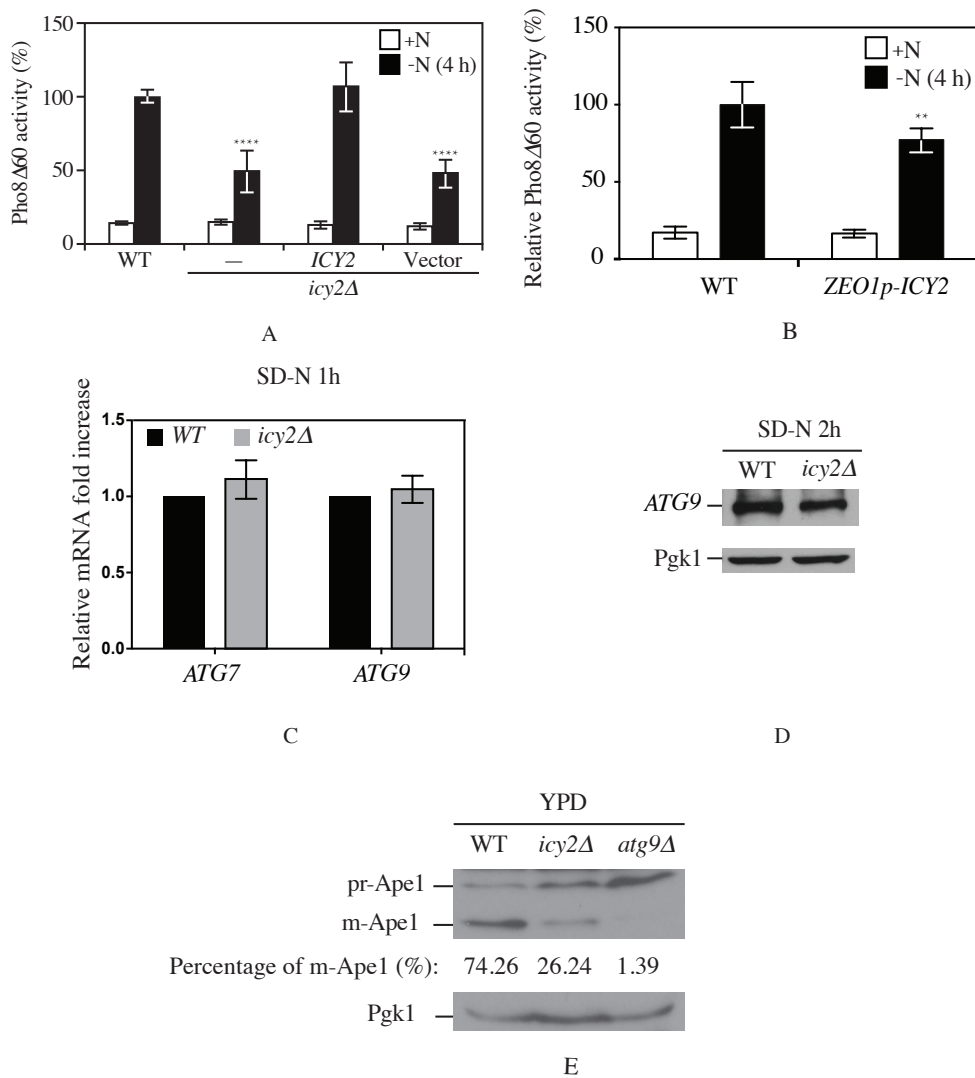 Pho8Δ60 activity (%)
150
100
50
0
+N
-N (4 h)
****
****
WT
—
ICY2
Vector
icy2Δ
A
Relative Pho8Δ60 activity (%)
150
100
50
0
+N
-N (4 h)
**
WT
ZEO1p-ICY2
B
SD-N 1h
Relative mRNA fold increase
1.5
1.0
0.5
0.0
WT
icy2Δ
ATG7
ATG9
C
SD-N 2h
WT icy2Δ
ATG9
Pgk1
D
YPD
WT icy2Δ atg9Δ
pr-Ape1
m-Ape1
Percentage of m-Ape1 (%): 74.26 26.24 1.39
Pgk1
E